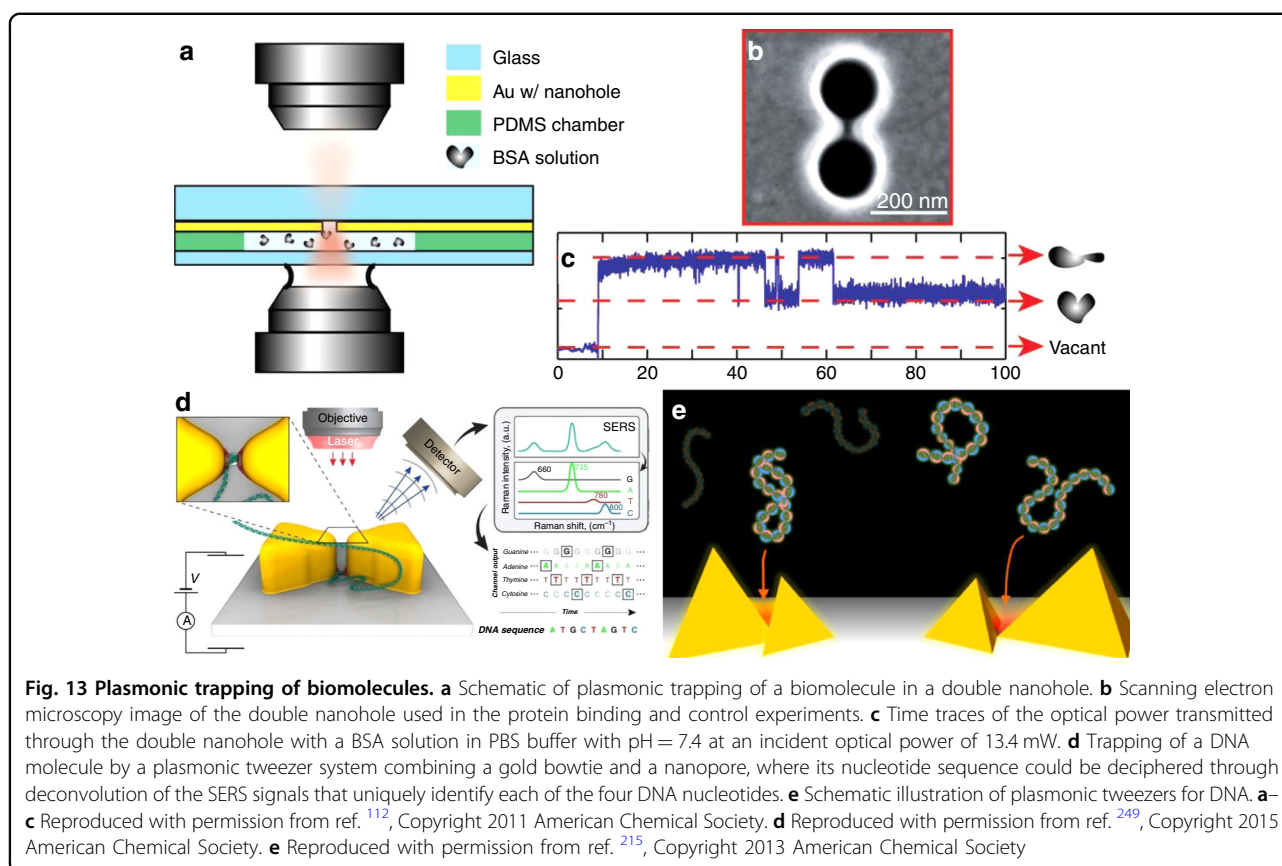 a
Glass
Au w/ nanohole
PDMS chamber
BSA solution
b
200 nm
c
Vacant
0 20 40 60 80 100
d
Objective
Laser
Detector
V
A
SERS
Raman intensity, (a.u.)
660
735
780
800
G
A
T
C
Raman shift, (cm⁻¹)
Channel output
Guanine ··· G G G G G G G G ···
Adenine ··· A A A A A A A A ···
Thymine ··· T T T T T T T T ···
Cytosine ··· C C C C C C C C ···
Time
DNA sequence A T G C T A G T C
e
Fig. 13 Plasmonic trapping of biomolecules. a Schematic of plasmonic trapping of a biomolecule in a double nanohole. b Scanning electron
microscopy image of the double nanohole used in the protein binding and control experiments. c Time traces of the optical power transmitted
through the double nanohole with a BSA solution in PBS buffer with pH = 7.4 at an incident optical power of 13.4 mW. d Trapping of a DNA
molecule by a plasmonic tweezer system combining a gold bowtie and a nanopore, where its nucleotide sequence could be deciphered through
deconvolution of the SERS signals that uniquely identify each of the four DNA nucleotides. e Schematic illustration of plasmonic tweezers for DNA. a–
c Reproduced with permission from ref. 112, Copyright 2011 American Chemical Society. d Reproduced with permission from ref. 249, Copyright 2015
American Chemical Society. e Reproduced with permission from ref. 215, Copyright 2013 American Chemical Society